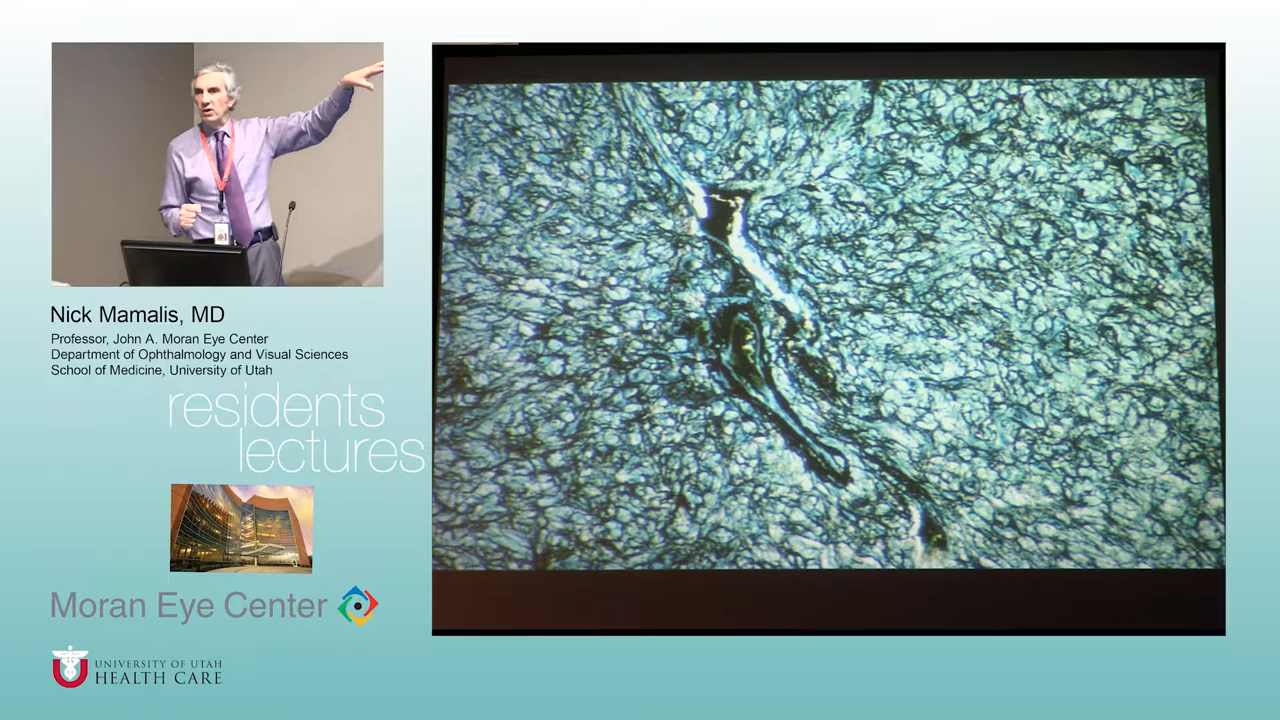 Nick Mamalis, MD
Professor, John A. Moran Eye Center
Department of Ophthalmology and Visual Sciences
School of Medicine, University of Utah
residents
lectures
Moran Eye Center
U UNIVERSITY OF UTAH
HEALTH CARE